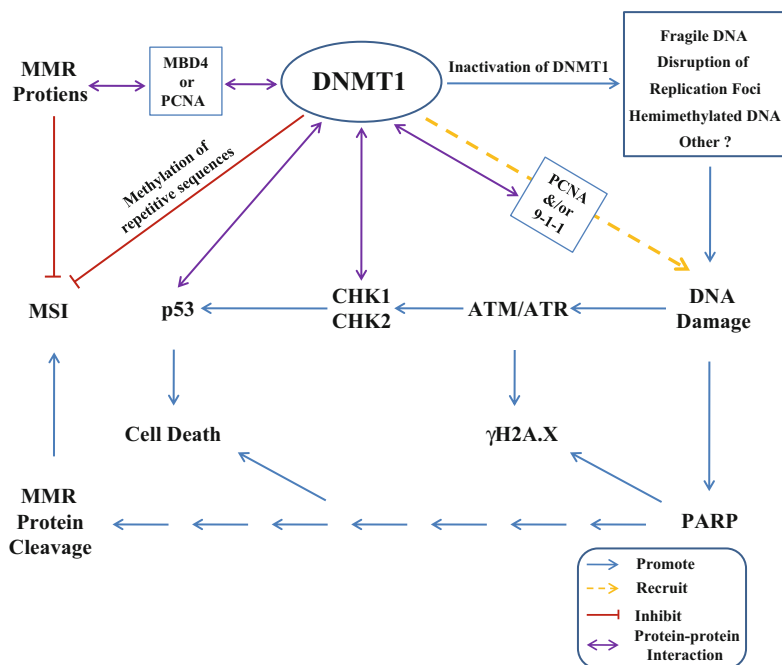 MMR
Protiens
MBD4
or
PCNA
DNMT1
Inactivation of DNMT1
Fragile DNA
Disruption of
Replication Foci
Hemimethylated DNA
Other ?
Methylation of
repetitive sequences
PCNA
&/or
9-1-1
MSI
p53
CHK1
CHK2
ATM/ATR
DNA
Damage
Cell Death
γH2A.X
MMR
Protein
Cleavage
PARP
Promote
Recruit
Inhibit
Protein-protein
Interaction